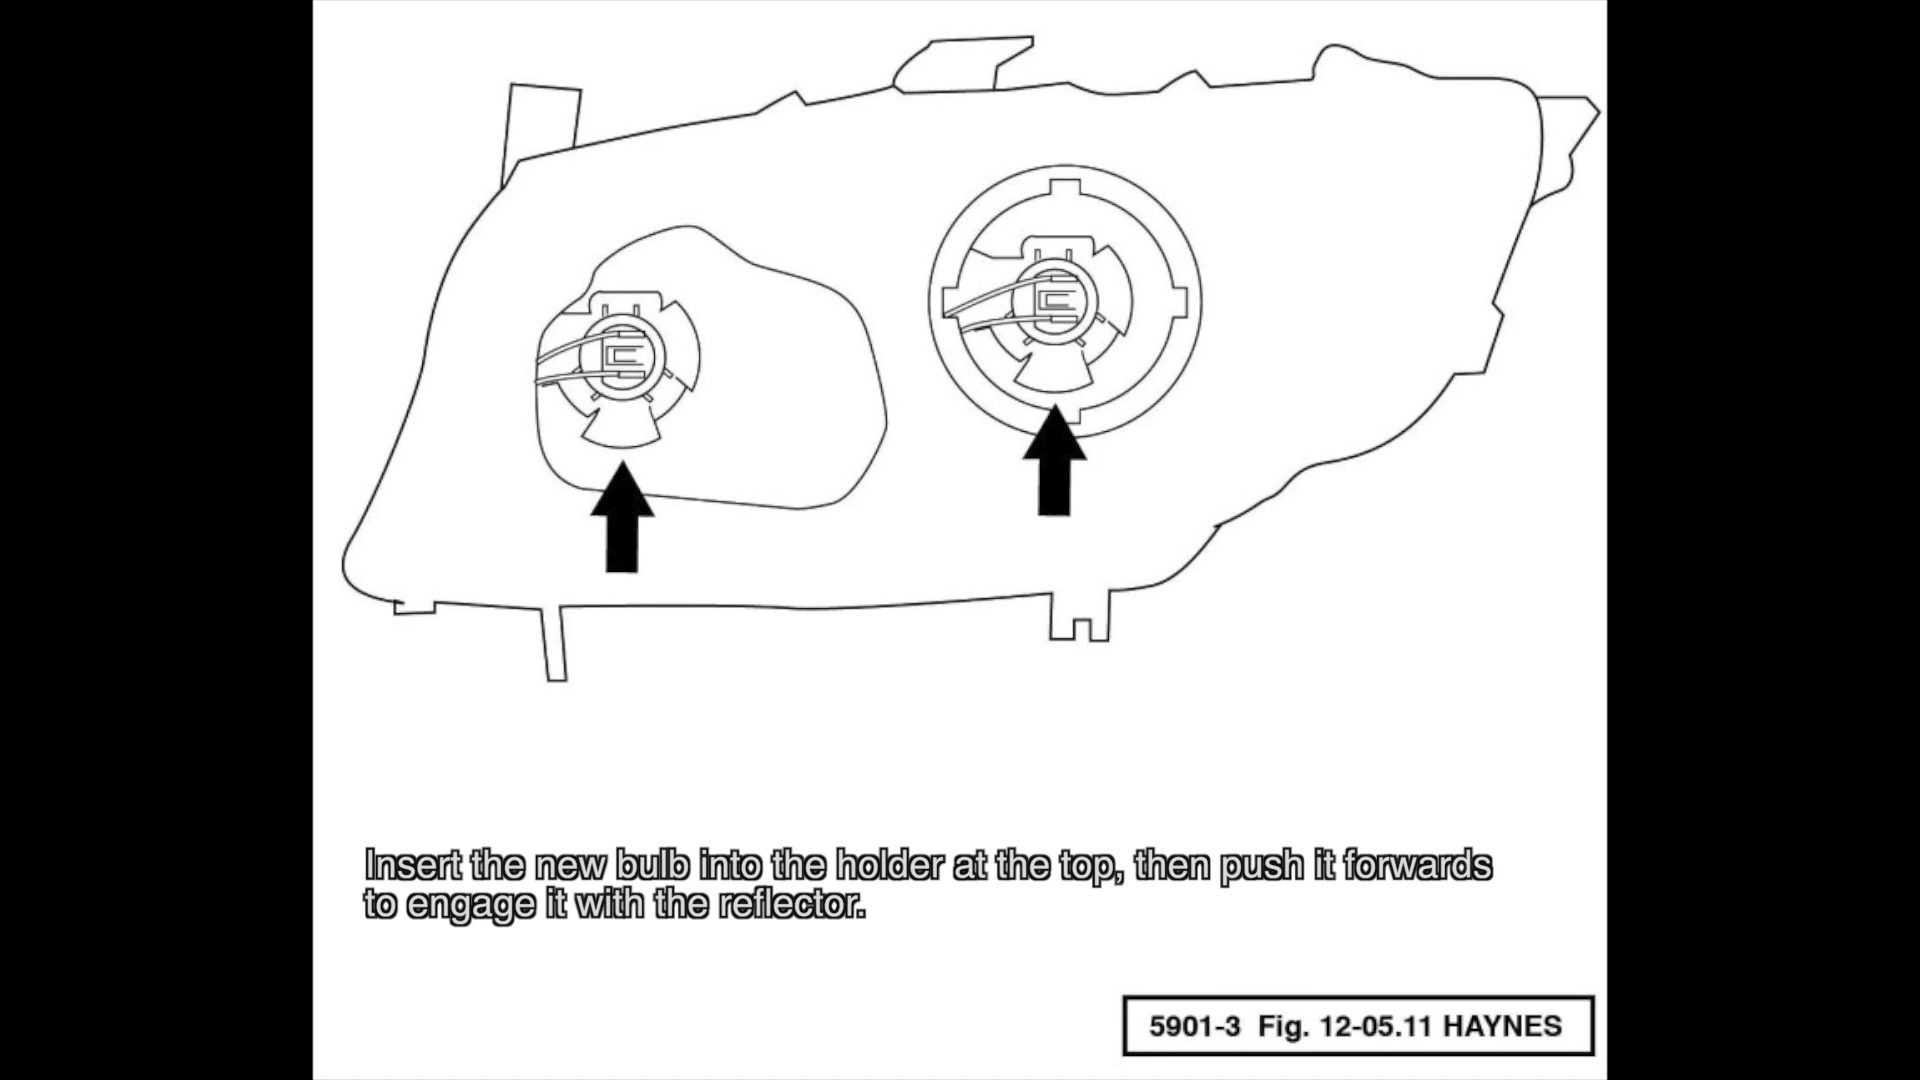 Insert the new bulb into the holder at the top, then push it forwards
to engage it with the reflector.
5901-3 Fig. 12-05.11 HAYNES